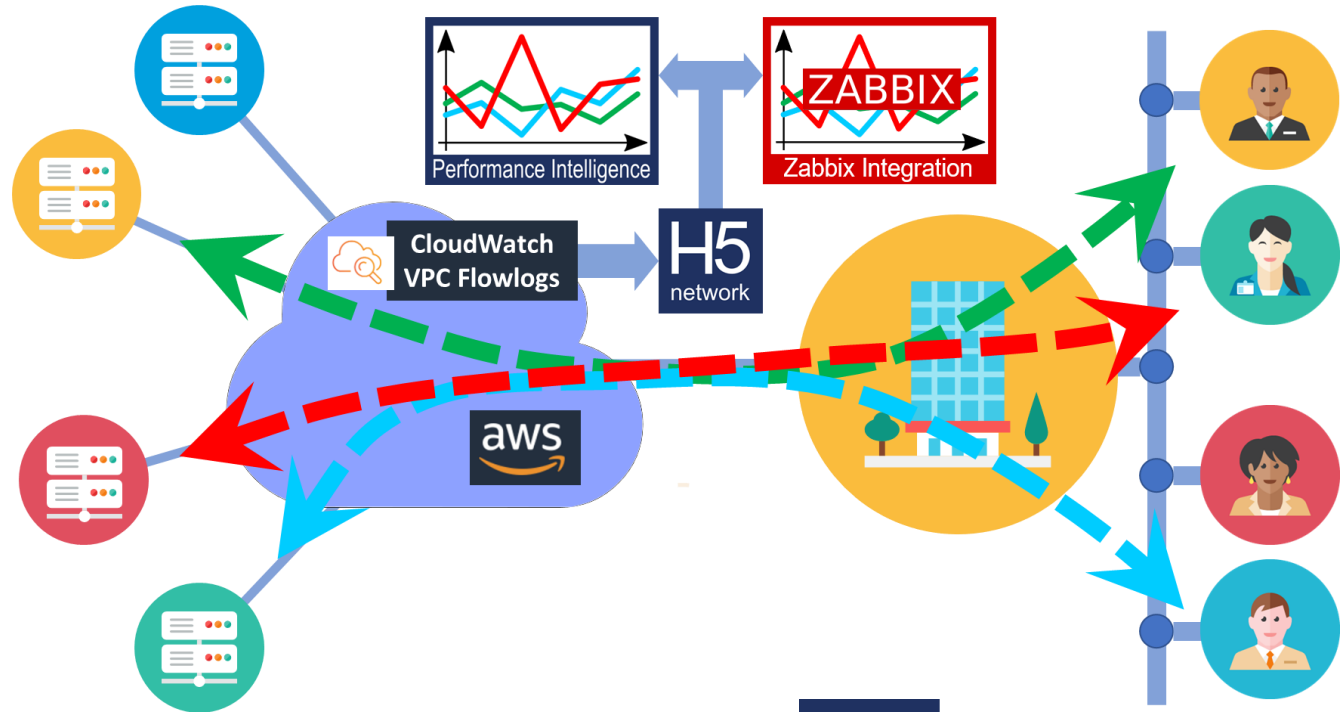 Performance Intelligence
ZABBIX
Zabbix Integration
CloudWatch
VPC Flowlogs
H5
network
aws